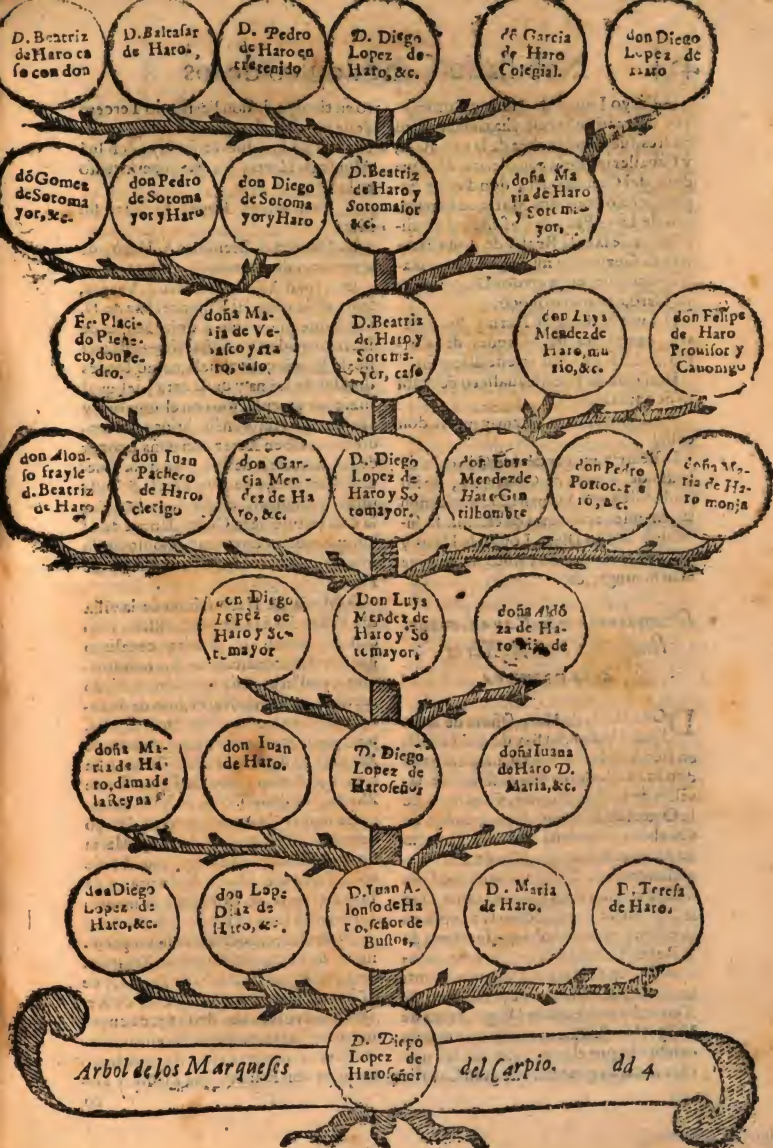 D. Beatriz
de Haro ca
so con don
D. Baltasar
de Haro.,
D. Pedro
de Haro en
tretenido
D. Diego
Lopez de
Haro, &c.
dō Garcia
de Haro
Colegial.
don Diego
Lopez de
Haro
dō Gomez
de Sotoma
yor, &c.
don Pedro
de Sotoma
yor y Haro
don Diego
de Sotoma
yor y Haro
D. Beatriz
de Haro y
Sotomaior
&c.
doña Ma
ria de Haro
y Sotoma-
yor.
Fr. Placi-
do Pache-
co, don Pe-
dro.
doña Ma-
ria de Ve-
lasco y Ha
ro, caso
D. Beatriz
de Haro y
Sotoma-
yor, caso
don Luys
Mendez de
Haro, mu
rio, &c.
don Felipe
de Haro
Prouisor y
Canonigo
don Alon-
so frayle
d. Beatriz
de Haro
don Iuan
Pacheco
de Haro,
clerigo
don Gar-
cia Men-
dez de Ha
ro, &c.
D. Diego
Lopez de
Haro y So
tomayor.
don Luys
Mendez de
Haro Gen
tilhombre
don Pedro
Portocarre
ro, &c.
doña Ma-
ria de Ha-
ro monja
don Diego
Lopez de
Haro y So-
tomayor
Don Luys
Mendez de
Haro y So
tomayor,
doña Aldō
za de Ha-
ro hija de
doña Ma-
ria de Ha-
ro, dama de
la Reyna
don Iuan
de Haro.
D. Diego
Lopez de
Haro señor
doña Iuana
de Haro D.
Maria, &c.
don Diego
Lopez de
Haro, &c.
don Lope
Diaz de
Haro, &c.
D. Iuan A-
lonso de Ha
ro, señor de
Bustos,
D. Maria
de Haro.
D. Teresa
de Haro.
D. Diego
Lopez de
Haro señor
Arbol de los Marqueses del Carpio. dd 4